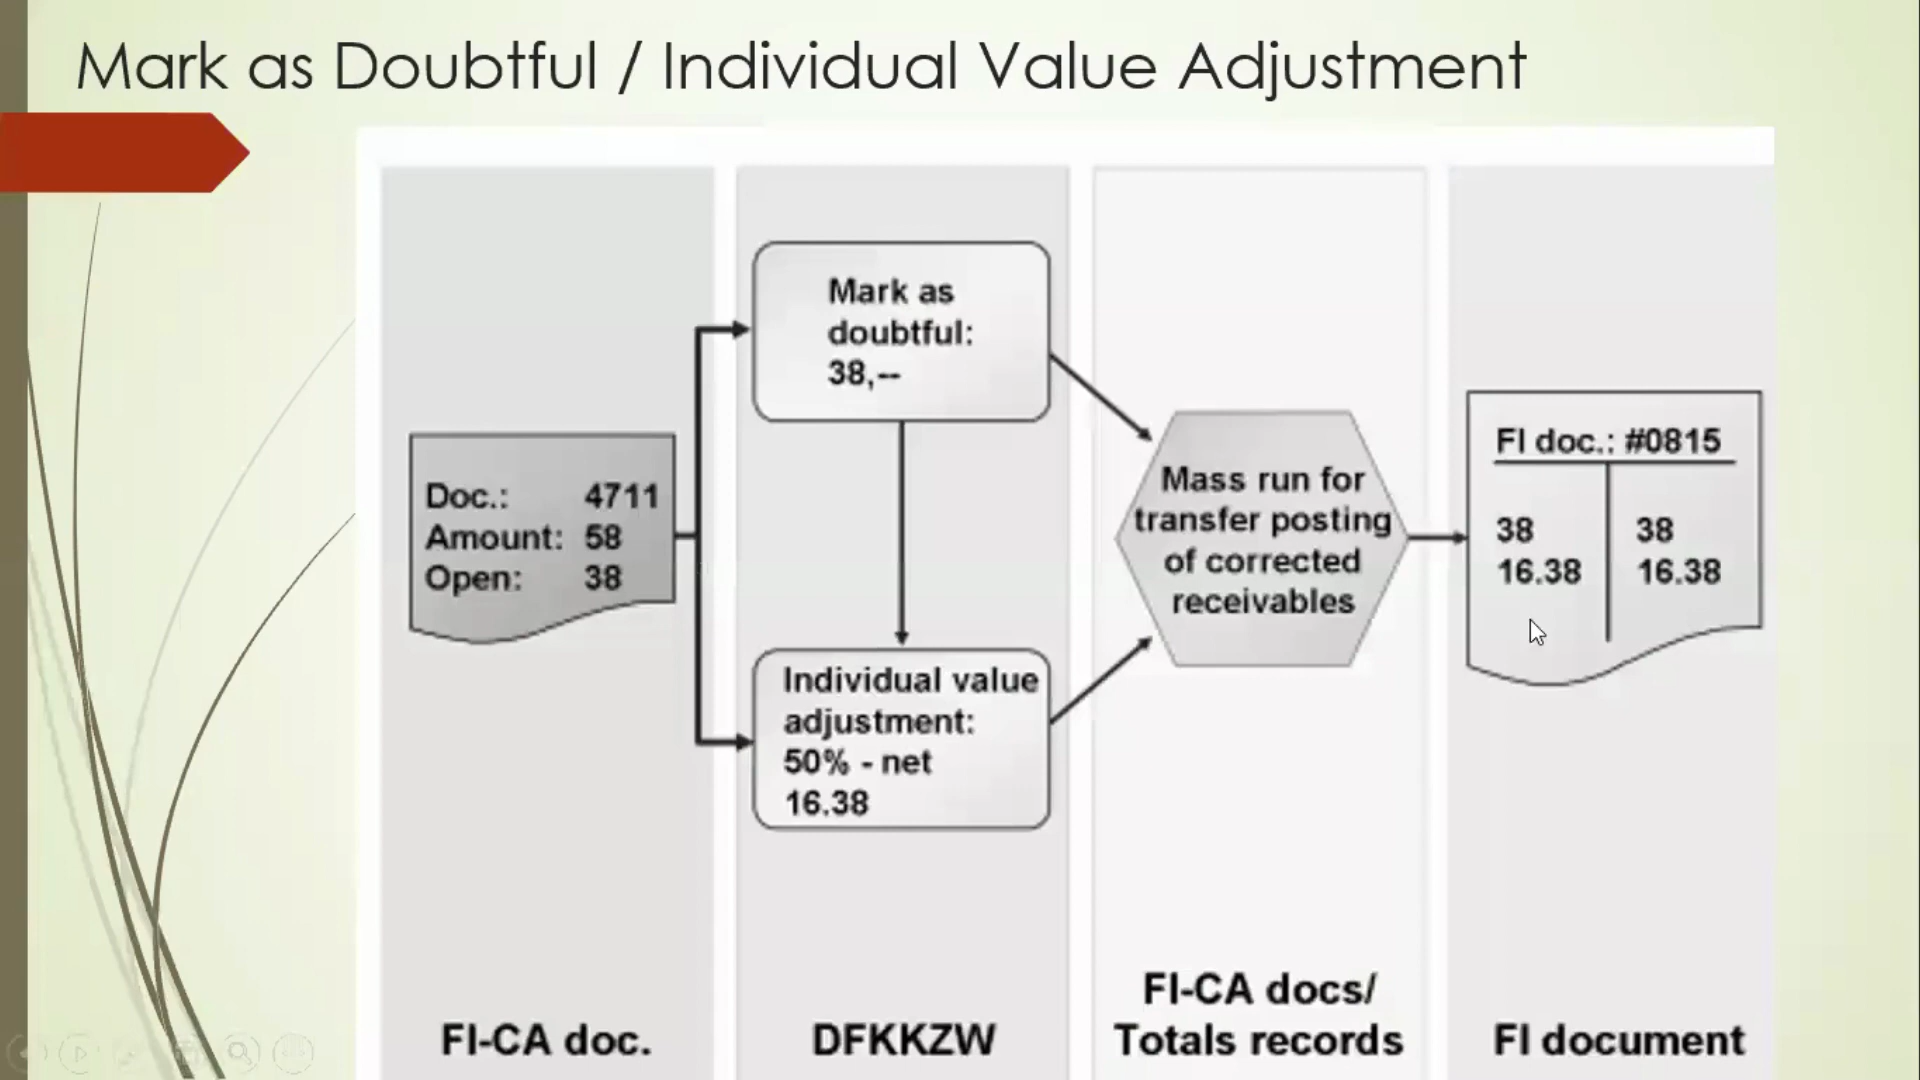 Mark as Doubtful / Individual Value Adjustment
Doc.: 4711
Amount: 58
Open: 38
Mark as
doubtful:
38,--
Individual value
adjustment:
50% - net
16.38
Mass run for
transfer posting
of corrected
receivables
FI doc.: #0815
38 38
16.38 16.38
FI-CA doc.
DFKKZW
FI-CA docs/
Totals records
FI document